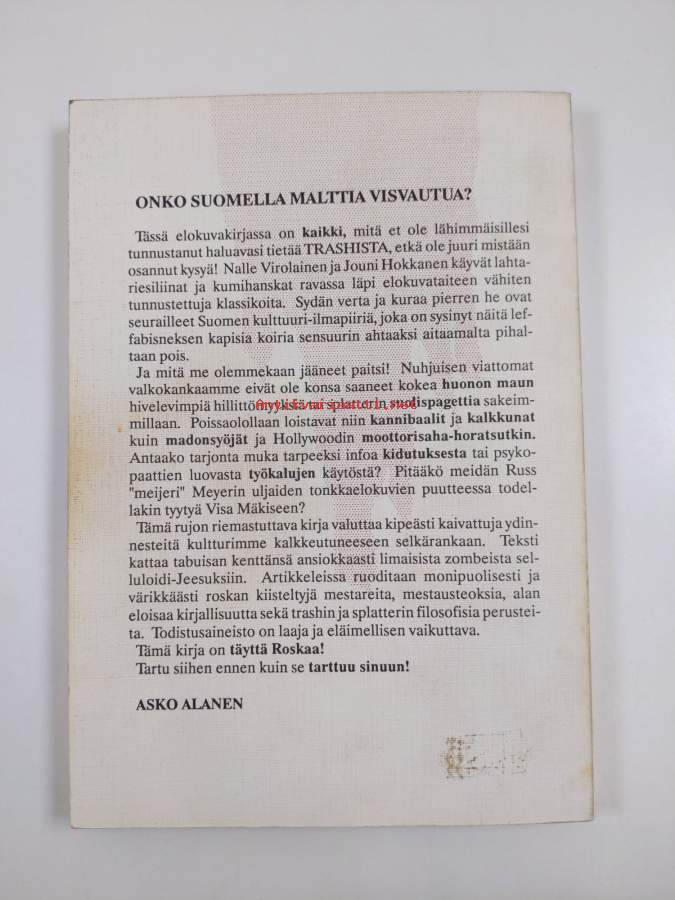 ONKO SUOMELLA MALTTIA VISVAUTUA?
Tässä elokuvakirjassa on kaikki, mitä et ole lähimmäisillesi
tunnustanut haluavasi tietää TRASHISTA, etkä ole juuri mistään
osannut kysyä! Nalle Virolainen ja Jouni Hokkanen käyvät lahta-
riesiliinat ja kumihanskat ravassa läpi elokuvataiteen vähiten
tunnustettuja klassikoita. Sydän verta ja kuraa pierren he ovat
seurailleet Suomen kulttuuri-ilmapiiriä, joka on sysinyt näitä lef-
fabisneksen kapisia koiria sensuurin ahtaaksi aitaamalta pihal-
taan pois.
Ja mitä me olemmekaan jääneet paitsi! Nuhjuisen viattomat
valkokankaamme eivät ole konsa saaneet kokea huonon maun
hivelevimpiä hillittömyyksiä tai splatterin suolispagettia sakeim-
millaan. Poissaolollaan loistavat niin kannibaalit ja kalkkunat
kuin madonsyöjät ja Hollywoodin moottorisaha-horatsutkin.
Antaako tarjonta muka tarpeeksi infoa kidutuksesta tai psyko-
paattien luovasta työkalujen käytöstä? Pitääkö meidän Russ
"meijeri" Meyerin uljaiden tonkkaelokuvien puutteessa todel-
lakin tyytyä Visa Mäkiseen?
Tämä rujon riemastuttava kirja valuttaa kipeästi kaivattuja ydin-
nesteitä kultturimme kalkkeutuneeseen selkärankaan. Teksti
kattaa tabuisan kenttänsä ansiokkaasti limaisista zombeista sel-
luloidi-Jeesuksiin. Artikkeleissa ruoditaan monipuolisesti ja
värikkäästi roskan kiisteltyjä mestareita, mestausteoksia, alan
eloisaa kirjallisuutta sekä trashin ja splatterin filosofisia perustei-
ta. Todistusaineisto on laaja ja eläimellisen vaikuttava.
Tämä kirja on täyttä Roskaa!
Tartu siihen ennen kuin se tarttuu sinuun!
ASKO ALANEN